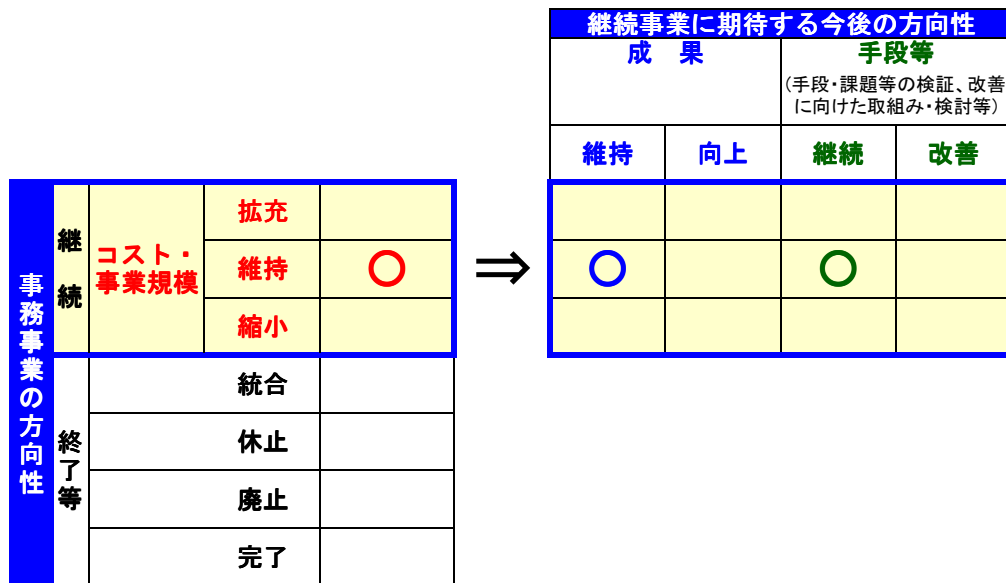 継続事業に期待する今後の方向性
成 果
手段等
(手段・課題等の検証、改善
に向けた取組み・検討等)
維持
向上
継続
改善
事務事業の方向性
継続
コスト・
事業規模
拡充
維持
○
⇒
○
○
縮小
終了等
統合
休止
廃止
完了